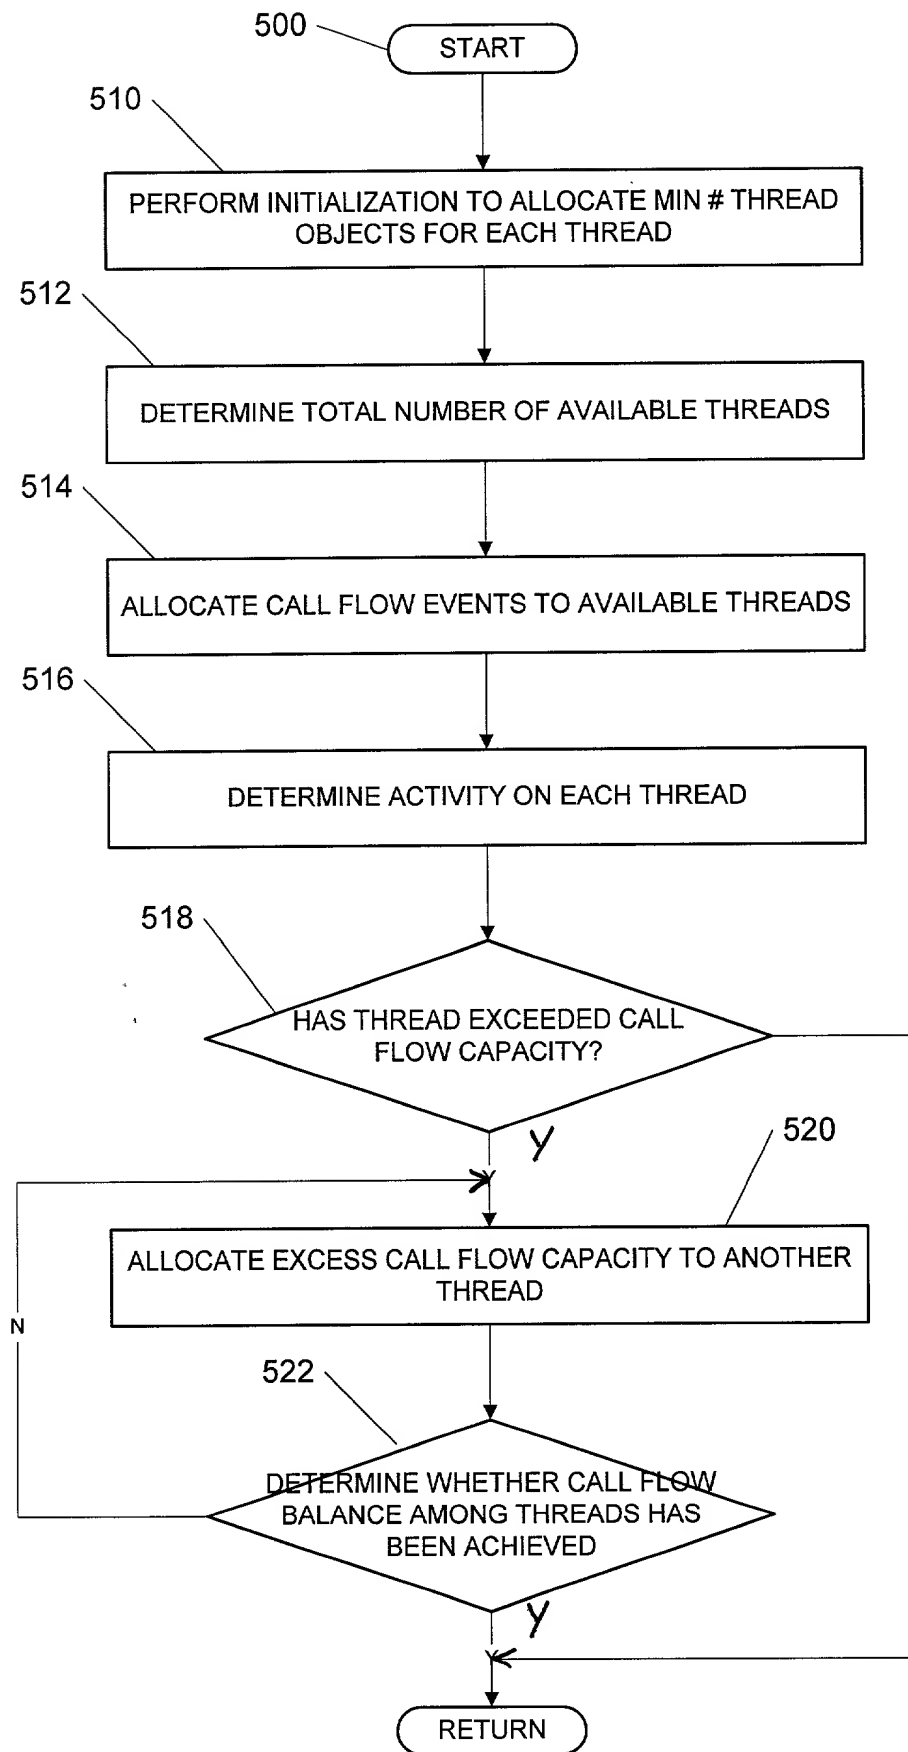 500
START
510
PERFORM INITIALIZATION TO ALLOCATE MIN # THREAD
OBJECTS FOR EACH THREAD
512
DETERMINE TOTAL NUMBER OF AVAILABLE THREADS
514
ALLOCATE CALL FLOW EVENTS TO AVAILABLE THREADS
516
DETERMINE ACTIVITY ON EACH THREAD
518
HAS THREAD EXCEEDED CALL
FLOW CAPACITY?
Y
Y
520
ALLOCATE EXCESS CALL FLOW CAPACITY TO ANOTHER
THREAD
N
522
DETERMINE WHETHER CALL FLOW
BALANCE AMONG THREADS HAS
BEEN ACHIEVED
Y
Y
RETURN